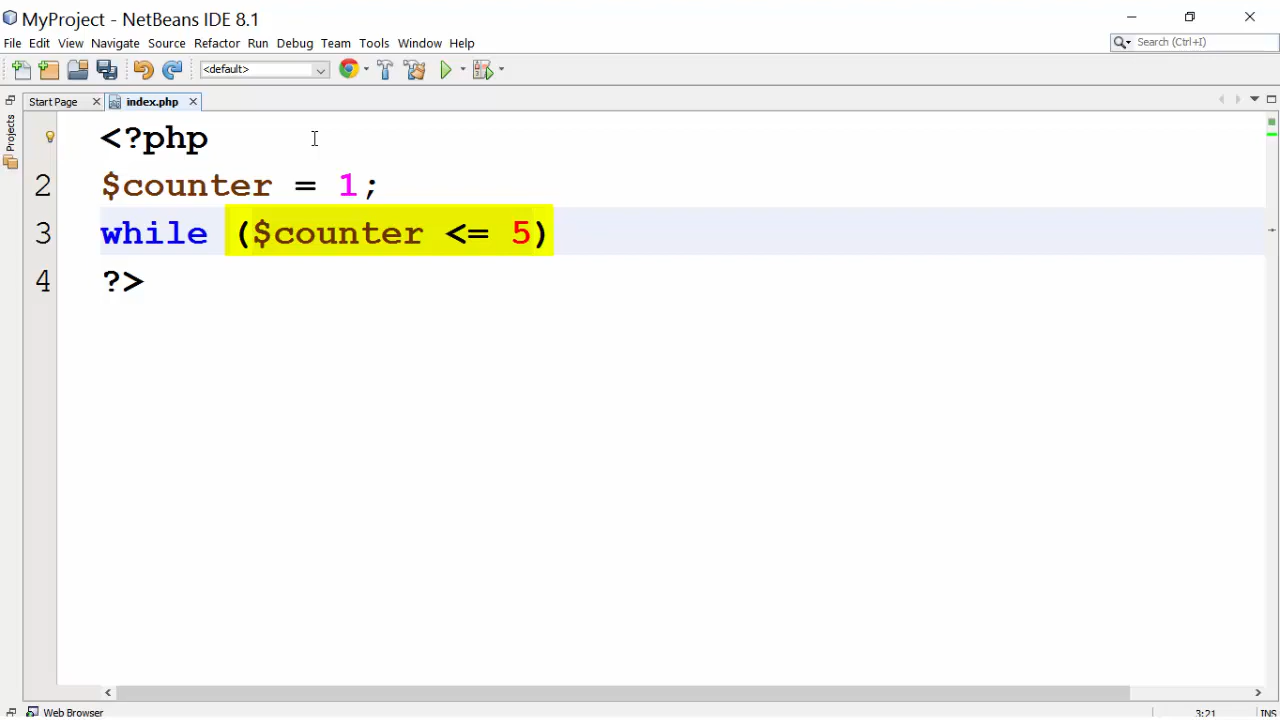 MyProject - NetBeans IDE 8.1
File Edit View Navigate Source Refactor Run Debug Team Tools Window Help
Search (Ctrl+I)
<default>
Start Page index.php
Projects
<?php
2 $counter = 1;
3 while ($counter <= 5)
4 ?>
Web Browser
3:21 INS